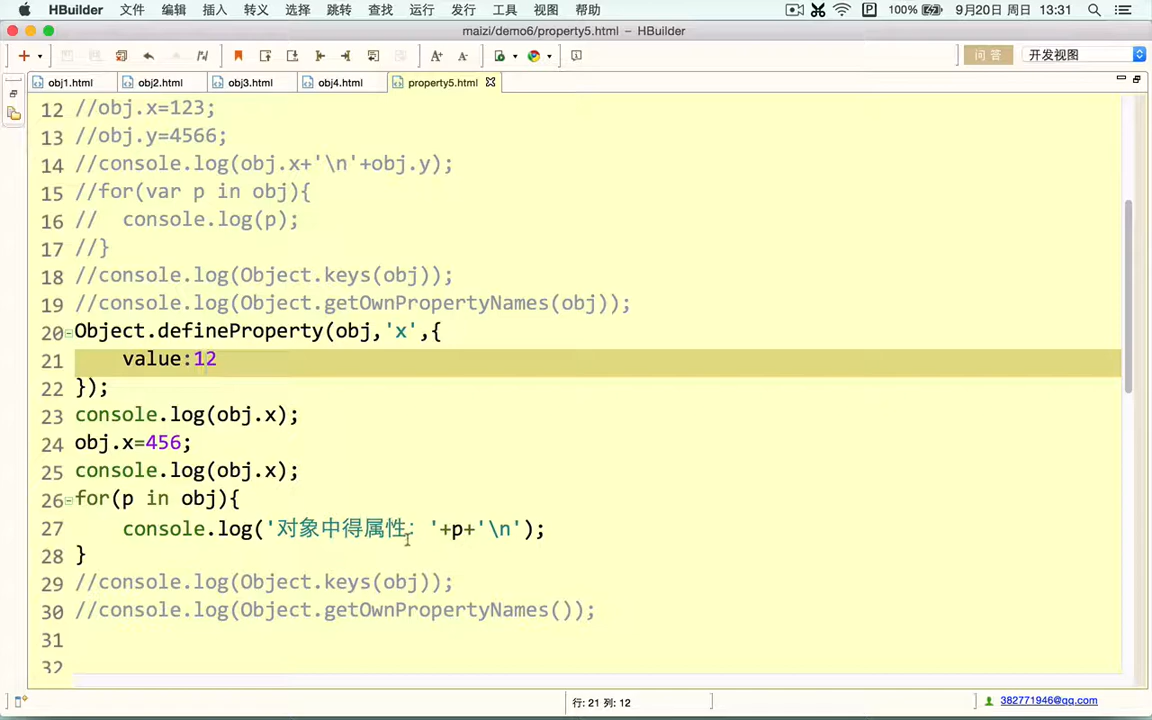 HBuilder 文件 编辑 插入 转义 选择 跳转 查找 运行 发行 工具 视图 帮助 100% 9月20日 周日 13:31
maizi/demo6/property5.html – HBuilder
问 答 开发视图
obj1.html obj2.html obj3.html obj4.html property5.html
12 //obj.x=123;
13 //obj.y=4566;
14 //console.log(obj.x+'\n'+obj.y);
15 //for(var p in obj){
16 //  console.log(p);
17 //}
18 //console.log(Object.keys(obj));
19 //console.log(Object.getOwnPropertyNames(obj));
20 Object.defineProperty(obj,'x',{
21     value:12
22 });
23 console.log(obj.x);
24 obj.x=456;
25 console.log(obj.x);
26 for(p in obj){
27     console.log('对象中得属性：'+p+'\n');
28 }
29 //console.log(Object.keys(obj));
30 //console.log(Object.getOwnPropertyNames());
31
32
行: 21 列: 12 382771946@qq.com